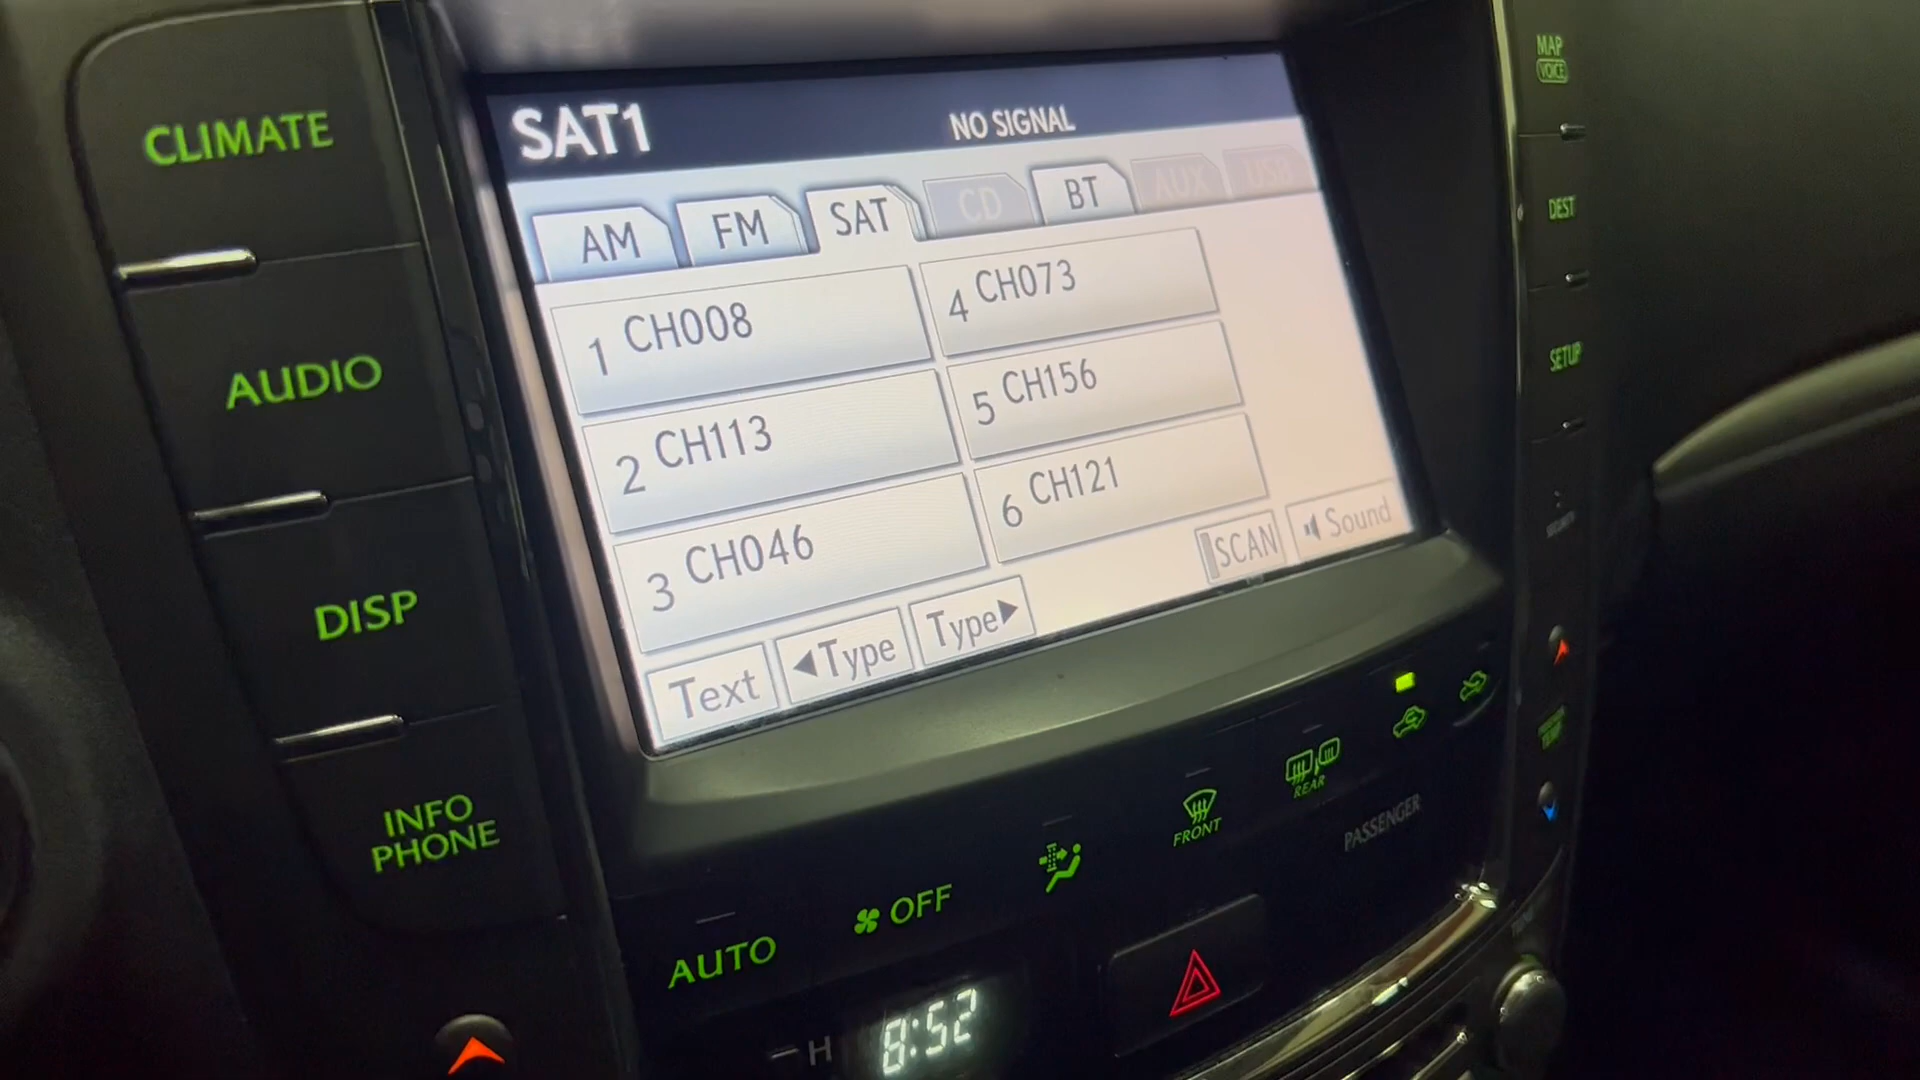 CLIMATE
AUDIO
DISP
INFO
PHONE
SAT1
NO SIGNAL
AM
FM
SAT
CD
BT
AUX
USB
1 CH008
2 CH113
3 CH046
4 CH073
5 CH156
6 CH121
SCAN
Sound
Text
Type
Type
MAP
VOICE
DEST
SETUP
SECURITY
TEMP
AUTO
OFF
FRONT
REAR
PASSENGER
H
8:52